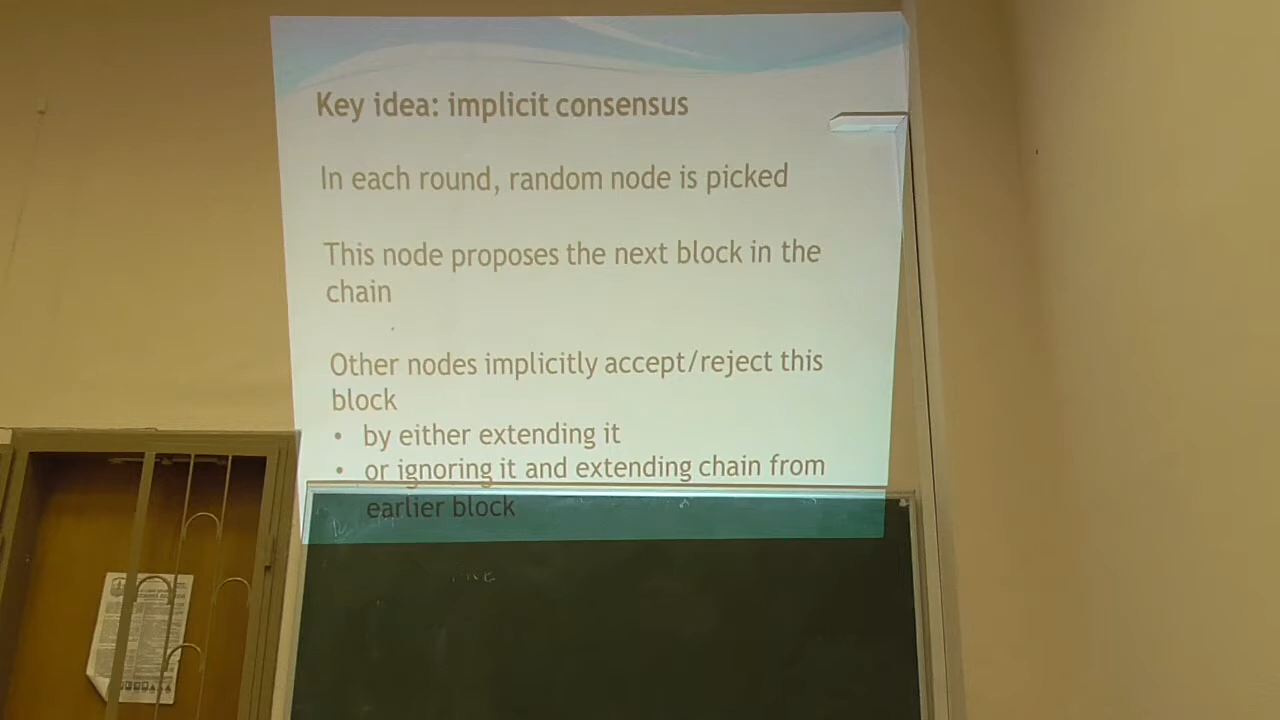 Key idea: implicit consensus
In each round, random node is picked
This node proposes the next block in the
chain
Other nodes implicitly accept/reject this
block
• by either extending it
• or ignoring it and extending chain from
earlier block